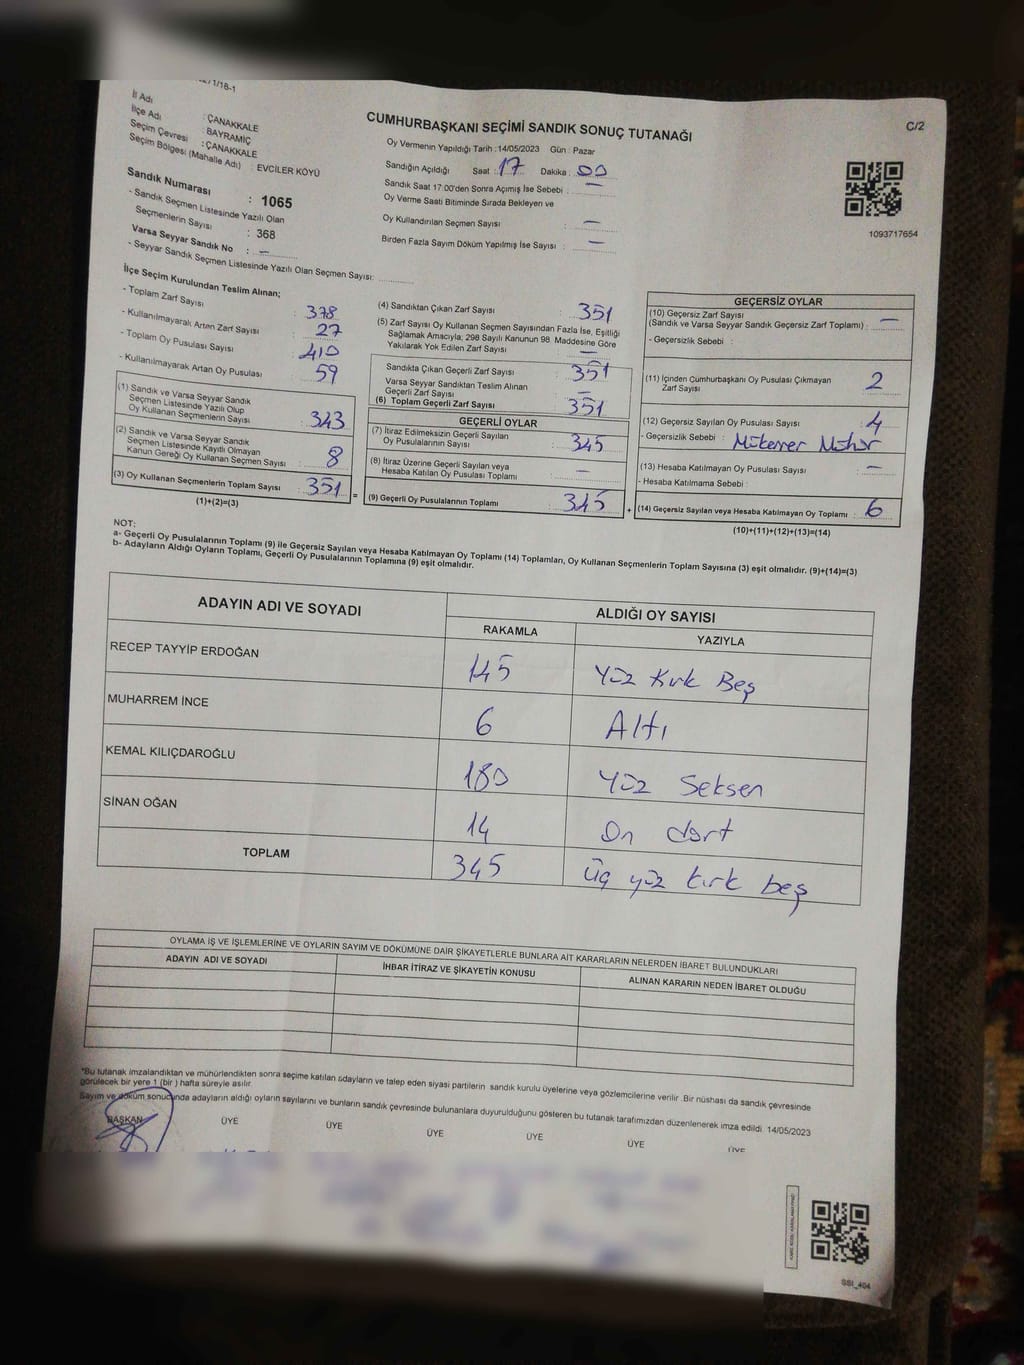 CUMHURBAŞKANI SEÇİMİ SANDIK SONUÇ TUTANAĞI
C/2
İl Adı : ÇANAKKALE
İlçe Adı : BAYRAMİÇ
Seçim Çevresi : ÇANAKKALE
Seçim Bölgesi (Mahalle Adı) : EVCİLER KÖYÜ
Sandık Numarası : 1065
- Sandık Seçmen Listesinde Yazılı Olan
Seçmenlerin Sayısı : 368
Varsa Seyyar Sandık No : —
- Seyyar Sandık Seçmen Listesinde Yazılı Olan Seçmen Sayısı:
Oy Vermenin Yapıldığı Tarih :14/05/2023 Gün : Pazar
Sandığın Açıldığı Saat : 17 Dakika : 00
Sandık Saat 17:00'den Sonra Açımış İse Sebebi : —
Oy Verme Saati Bitiminde Sırada Bekleyen ve
Oy Kullandırılan Seçmen Sayısı : —
Birden Fazla Sayım Döküm Yapılmış İse Sayısı : —
1093717654
İlçe Seçim Kurulundan Teslim Alınan;
- Toplam Zarf Sayısı : 378
- Kullanılmayarak Artan Zarf Sayısı : 27
- Toplam Oy Pusulası Sayısı : 410
- Kullanılmayarak Artan Oy Pusulası : 59
(1) Sandık ve Varsa Seyyar Sandık
Seçmen Listesinde Yazılı Olup
Oy Kullanan Seçmenlerin Sayısı : 343
(2) Sandık ve Varsa Seyyar Sandık
Seçmen Listesinde Kayıtlı Olmayan
Kanun Gereği Oy Kullanan Seçmen Sayısı : 8
(3) Oy Kullanan Seçmenlerin Toplam Sayısı : 351 =
(1)+(2)=(3)
(4) Sandıktan Çıkan Zarf Sayısı : 351
(5) Zarf Sayısı Oy Kullanan Seçmen Sayısından Fazla İse, Eşitliği
Sağlamak Amacıyla; 298 Sayılı Kanunun 98 Maddesine Göre
Yakılarak Yok Edilen Zarf Sayısı : —
Sandıkta Çıkan Geçerli Zarf Sayısı : 351
Varsa Seyyar Sandıktan Teslim Alınan
Geçerli Zarf Sayısı : —
(6) Toplam Geçerli Zarf Sayısı : 351
GEÇERLİ OYLAR
(7) İtiraz Edilmeksizin Geçerli Sayılan
Oy Pusulalarının Sayısı : 345
(8) İtiraz Üzerine Geçerli Sayılan veya
Hesaba Katılan Oy Pusulası Toplamı : —
(9) Geçerli Oy Pusulalarının Toplamı : 345 +
GEÇERSİZ OYLAR
(10) Geçersiz Zarf Sayısı
(Sandık ve Varsa Seyyar Sandık Geçersiz Zarf Toplamı) : —
- Geçersizlik Sebebi :
(11) İçinden Cumhurbaşkanı Oy Pusulası Çıkmayan
Zarf Sayısı : 2
(12) Geçersiz Sayılan Oy Pusulası Sayısı : 4
- Geçersizlik Sebebi : Mükerrer Mühür
(13) Hesaba Katılmayan Oy Pusulası Sayısı : —
- Hesaba Katılmama Sebebi :
(14) Geçersiz Sayılan veya Hesaba Katılmayan Oy Toplamı : 6
(10)+(11)+(12)+(13)=(14)
NOT:
a- Geçerli Oy Pusulalarının Toplamı (9) ile Geçersiz Sayılan veya Hesaba Katılmayan Oy Toplamı (14) Toplamları, Oy Kullanan Seçmenlerin Toplam Sayısına (3) eşit olmalıdır. (9)+(14)=(3)
b- Adayların Aldığı Oyların Toplamı, Geçerli Oy Pusulalarının Toplamına (9) eşit olmalıdır.
ADAYIN ADI VE SOYADI ALDIĞI OY SAYISI
RAKAMLA YAZIYLA
RECEP TAYYİP ERDOĞAN 145 Yüz Kırk Beş
MUHARREM İNCE 6 Altı
KEMAL KILIÇDAROĞLU 180 Yüz Seksen
SİNAN OĞAN 14 On dört
TOPLAM 345 Üç yüz kırk beş
OYLAMA İŞ VE İŞLEMLERİNE VE OYLARIN SAYIM VE DÖKÜMÜNE DAİR ŞİKAYETLERLE BUNLARA AİT KARARLARIN NELERDEN İBARET BULUNDUKLARI
ADAYIN ADI VE SOYADI İHBAR İTİRAZ VE ŞİKAYETİN KONUSU ALINAN KARARIN NEDEN İBARET OLDUĞU
*Bu tutanak imzalandıktan ve mühürlendikten sonra seçime katılan adayların ve talep eden siyasi partilerin sandık kurulu üyelerine veya gözlemcilerine verilir .Bir nüshası da sandık çevresinde
görülecek bir yere 1 (bir ) hafta süreyle asılır.
Sayım ve döküm sonucunda adayların aldığı oyların sayılarını ve bunların sandık çevresinde bulunanlara duyurulduğunu gösteren bu tutanak tarafımızdan düzenlenerek imza edildi. 14/05/2023
BAŞKAN ÜYE ÜYE ÜYE ÜYE ÜYE ÜYE
SSI_404